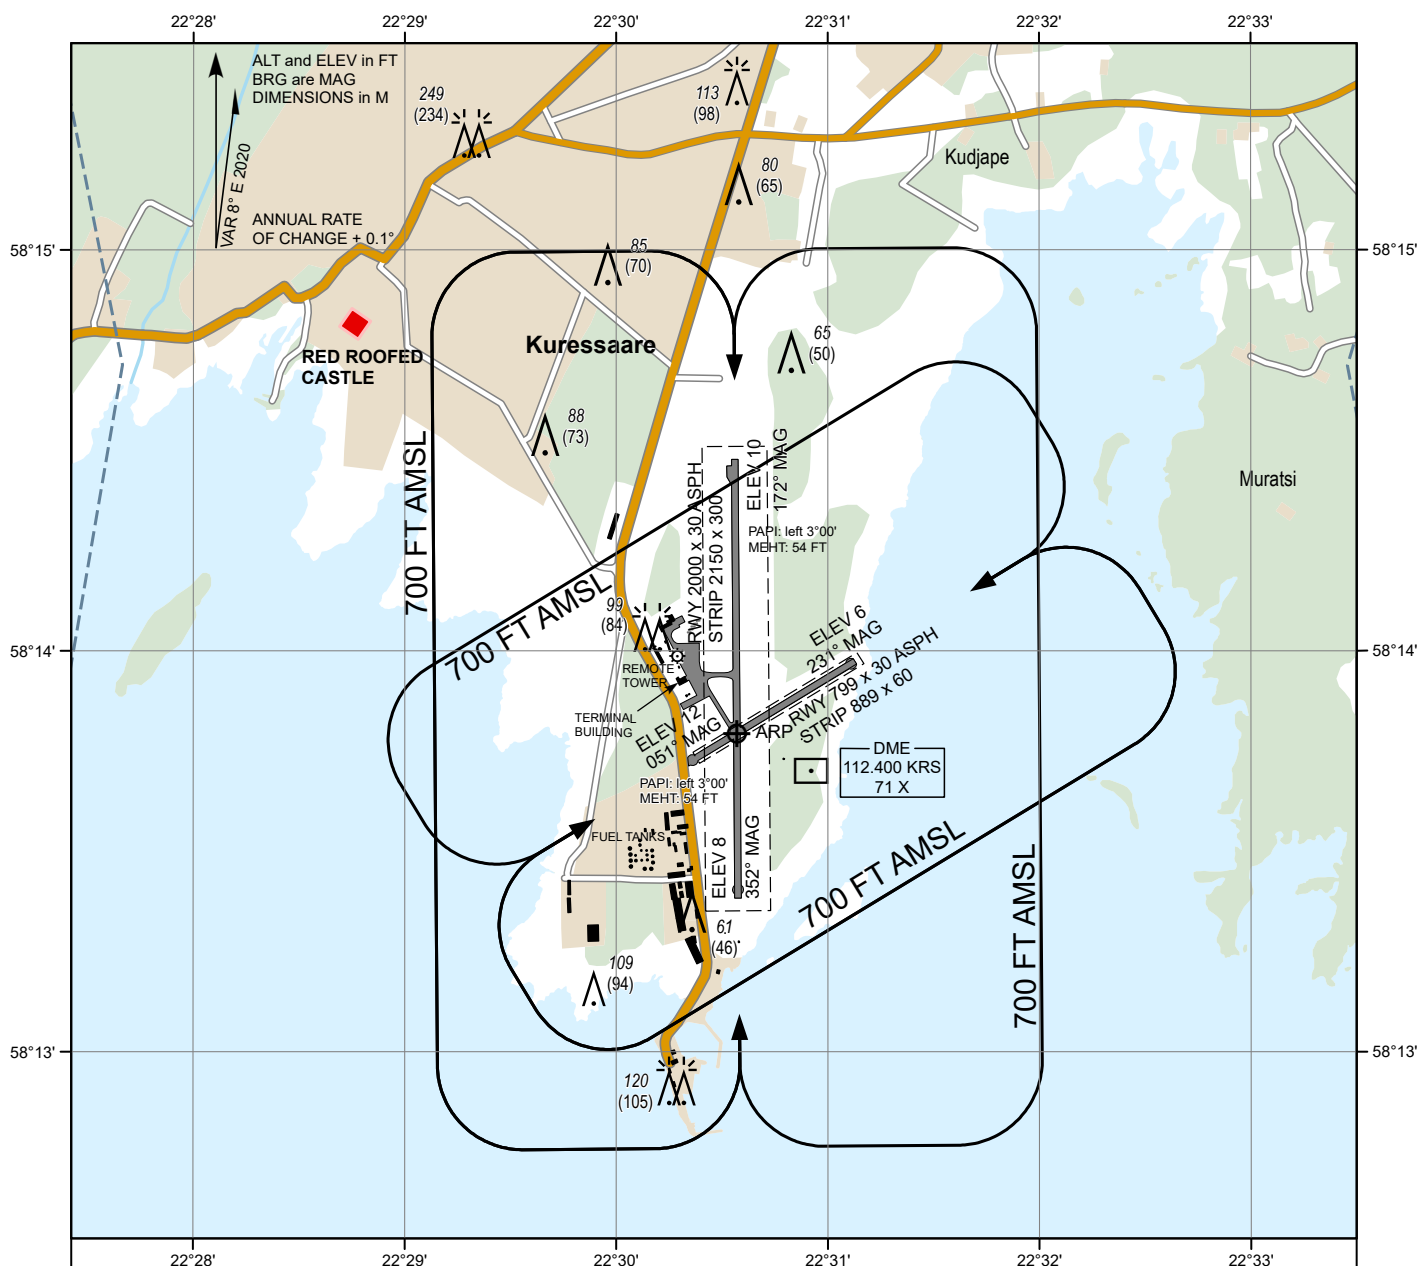 22°28'
22°29'
22°30'
22°31'
22°32'
22°33'
ALT and ELEV in FT
BRG are MAG
DIMENSIONS in M
VAR 8° E 2020
ANNUAL RATE
OF CHANGE + 0.1°
249
(234)
113
(98)
80
(65)
Kudjape
58°15'
58°15'
85
(70)
RED ROOFED
CASTLE
Kuressaare
65
(50)
88
(73)
Muratsi
700 FT AMSL
RWY 2000 x 30 ASPH
STRIP 2150 x 300
ELEV 10
172° MAG
PAPI: left 3°00'
MEHT: 54 FT
700 FT AMSL
99
(84)
58°14'
58°14'
REMOTE
TOWER
TERMINAL
BUILDING
ELEV 12
051° MAG
ELEV 6
231° MAG
RWY 799 x 30 ASPH
STRIP 889 x 60
ARP
DME
112.400 KRS
71 X
PAPI: left 3°00'
MEHT: 54 FT
FUEL TANKS
ELEV 8
352° MAG
700 FT AMSL
700 FT AMSL
61
(46)
109
(94)
58°13'
58°13'
120
(105)
22°28'
22°29'
22°30'
22°31'
22°32'
22°33'